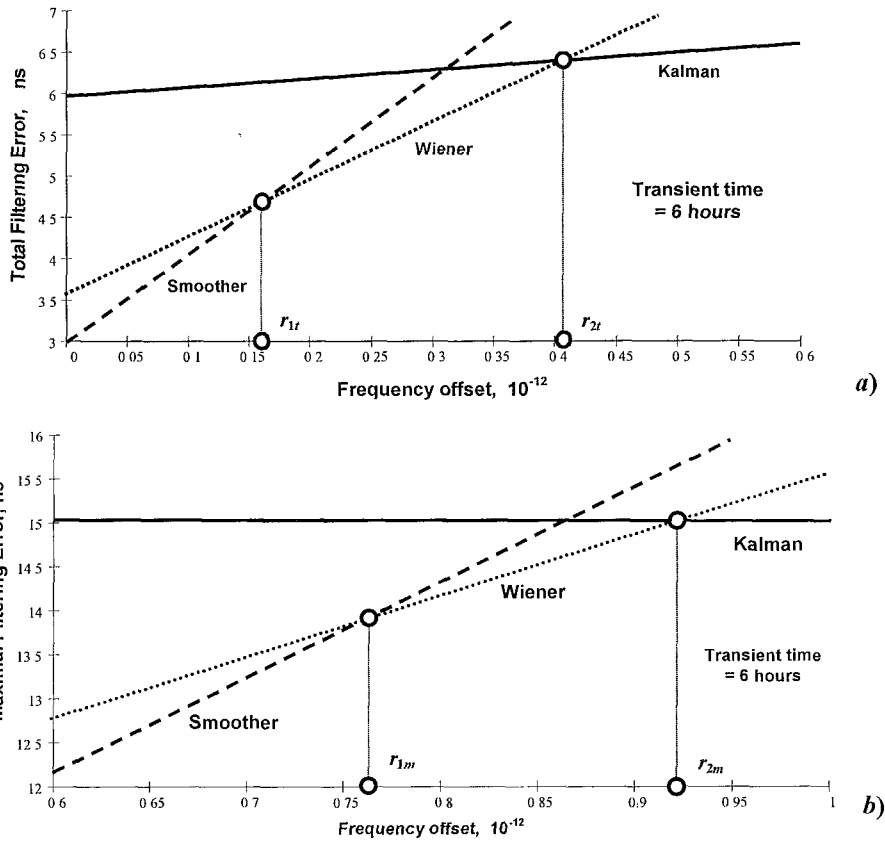 7
6 5
6
5 5
5
4 5
4
3 5
3
Total Filtering Error, ns
Kalman
Wiener
Smoother
Transient time
= 6 hours
r1t
r2t
0 0 05 0 1 0 15 0 2 0 25 0 3 0 35 0 4 0 45 0 5 0 55 0 6
Frequency offset, 10-12
a)
16
15 5
15
14 5
14
13 5
13
12 5
12
Filtering Error,
Kalman
Wiener
Smoother
Transient time
= 6 hours
r1m
r2m
0 6 0 65 0 7 0 75 0 8 0 85 0 9 0 95 1
Frequency offset, 10-12
b)